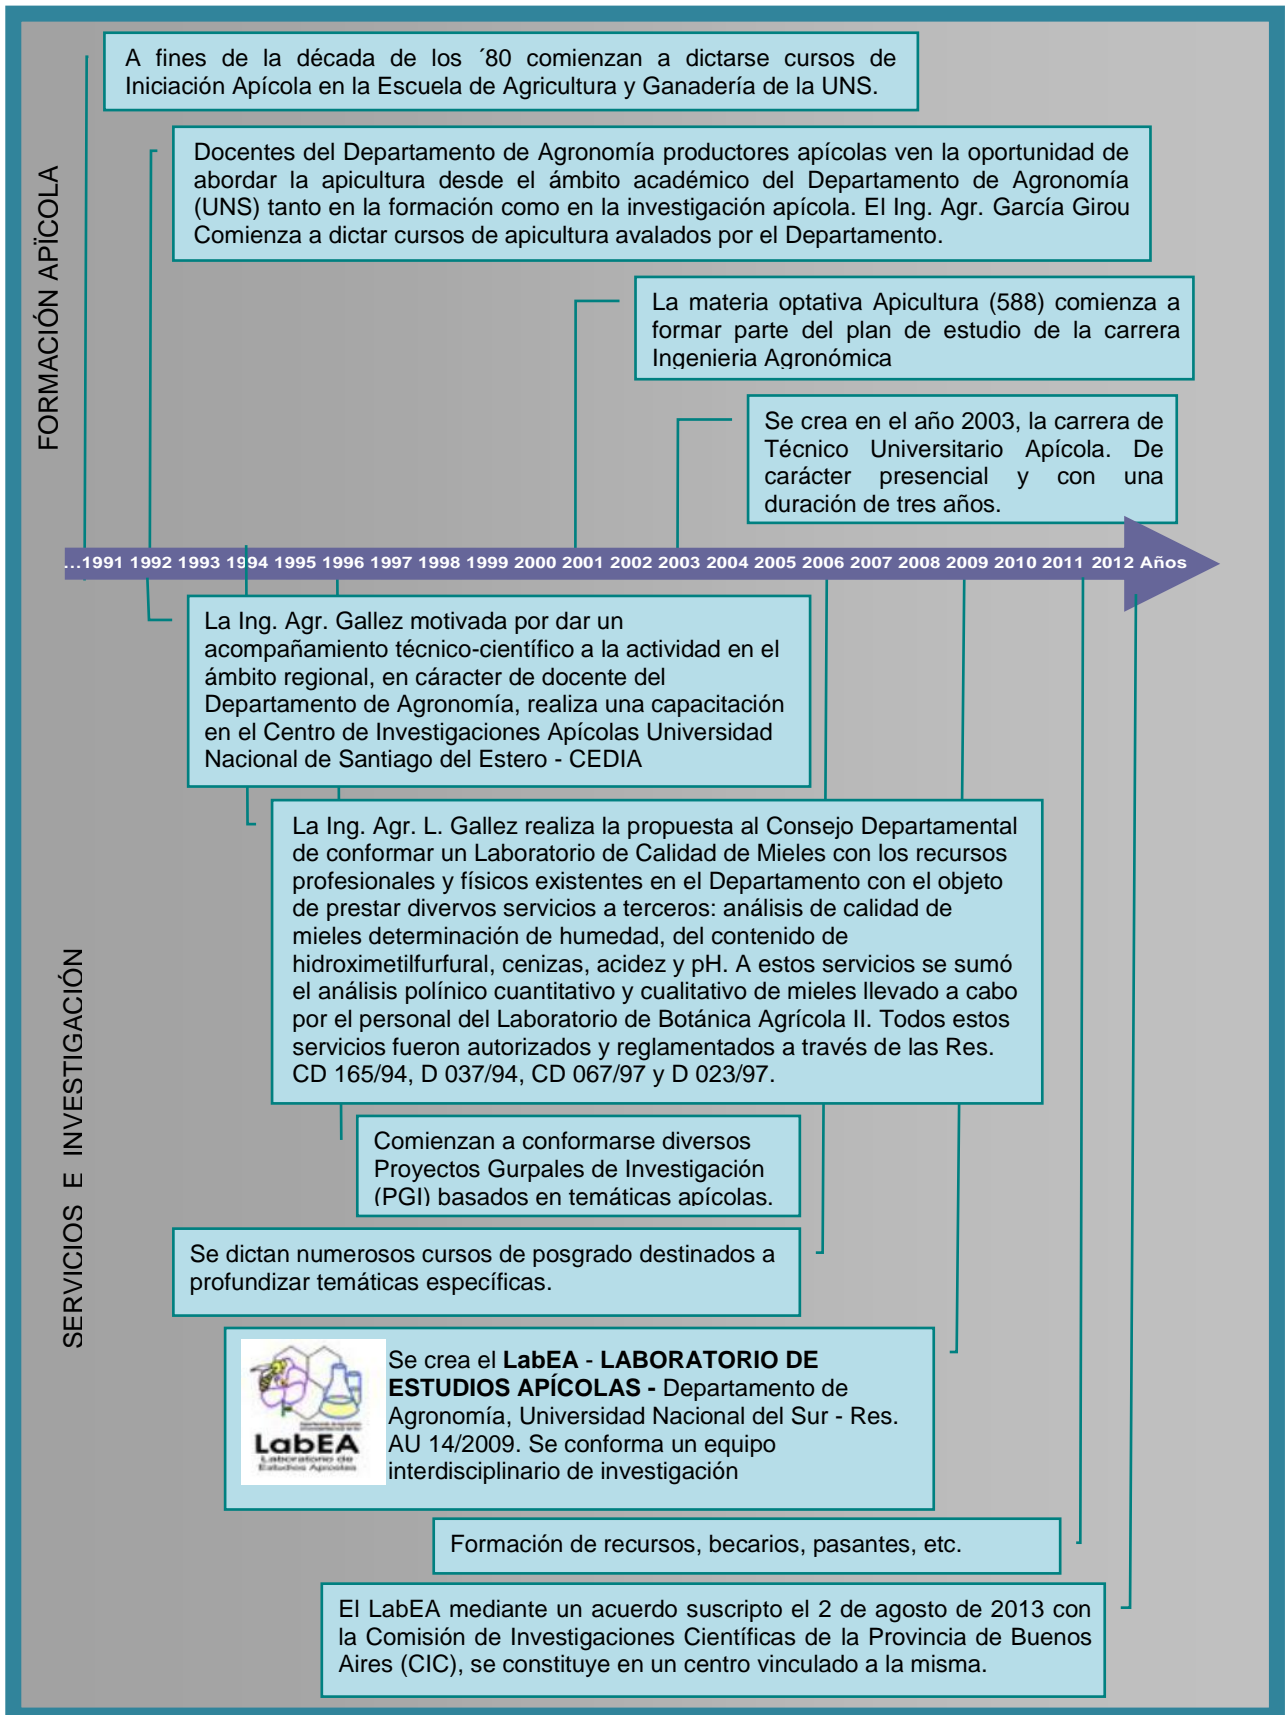 A fines de la década de los ´80 comienzan a dictarse cursos de
Iniciación Apícola en la Escuela de Agricultura y Ganadería de la UNS.
Docentes del Departamento de Agronomía productores apícolas ven la oportunidad de
abordar la apicultura desde el ámbito académico del Departamento de Agronomía
(UNS) tanto en la formación como en la investigación apícola. El Ing. Agr. García Girou
Comienza a dictar cursos de apicultura avalados por el Departamento.
FORMACIÓN APÏCOLA
La materia optativa Apicultura (588) comienza a
formar parte del plan de estudio de la carrera
Ingenieria Agronómica
Se crea en el año 2003, la carrera de
Técnico Universitario Apícola. De
carácter presencial y con una
duración de tres años.
...1991 1992 1993 1994 1995 1996 1997 1998 1999 2000 2001 2002 2003 2004 2005 2006 2007 2008 2009 2010 2011 2012 Años
La Ing. Agr. Gallez motivada por dar un
acompañamiento técnico-científico a la actividad en el
ámbito regional, en cáracter de docente del
Departamento de Agronomía, realiza una capacitación
en el Centro de Investigaciones Apícolas Universidad
Nacional de Santiago del Estero - CEDIA
La Ing. Agr. L. Gallez realiza la propuesta al Consejo Departamental
de conformar un Laboratorio de Calidad de Mieles con los recursos
profesionales y físicos existentes en el Departamento con el objeto
de prestar divervos servicios a terceros: análisis de calidad de
mieles determinación de humedad, del contenido de
hidroximetilfurfural, cenizas, acidez y pH. A estos servicios se sumó
el análisis polínico cuantitativo y cualitativo de mieles llevado a cabo
por el personal del Laboratorio de Botánica Agrícola II. Todos estos
servicios fueron autorizados y reglamentados a través de las Res.
CD 165/94, D 037/94, CD 067/97 y D 023/97.
SERVICIOS E INVESTIGACIÓN
Comienzan a conformarse diversos
Proyectos Gurpales de Investigación
(PGI) basados en temáticas apícolas.
Se dictan numerosos cursos de posgrado destinados a
profundizar temáticas específicas.
LabEA
Laboratorio de
Estudios Apícolas
Se crea el LabEA - LABORATORIO DE
ESTUDIOS APÍCOLAS - Departamento de
Agronomía, Universidad Nacional del Sur - Res.
AU 14/2009. Se conforma un equipo
interdisciplinario de investigación
Formación de recursos, becarios, pasantes, etc.
El LabEA mediante un acuerdo suscripto el 2 de agosto de 2013 con
la Comisión de Investigaciones Científicas de la Provincia de Buenos
Aires (CIC), se constituye en un centro vinculado a la misma.